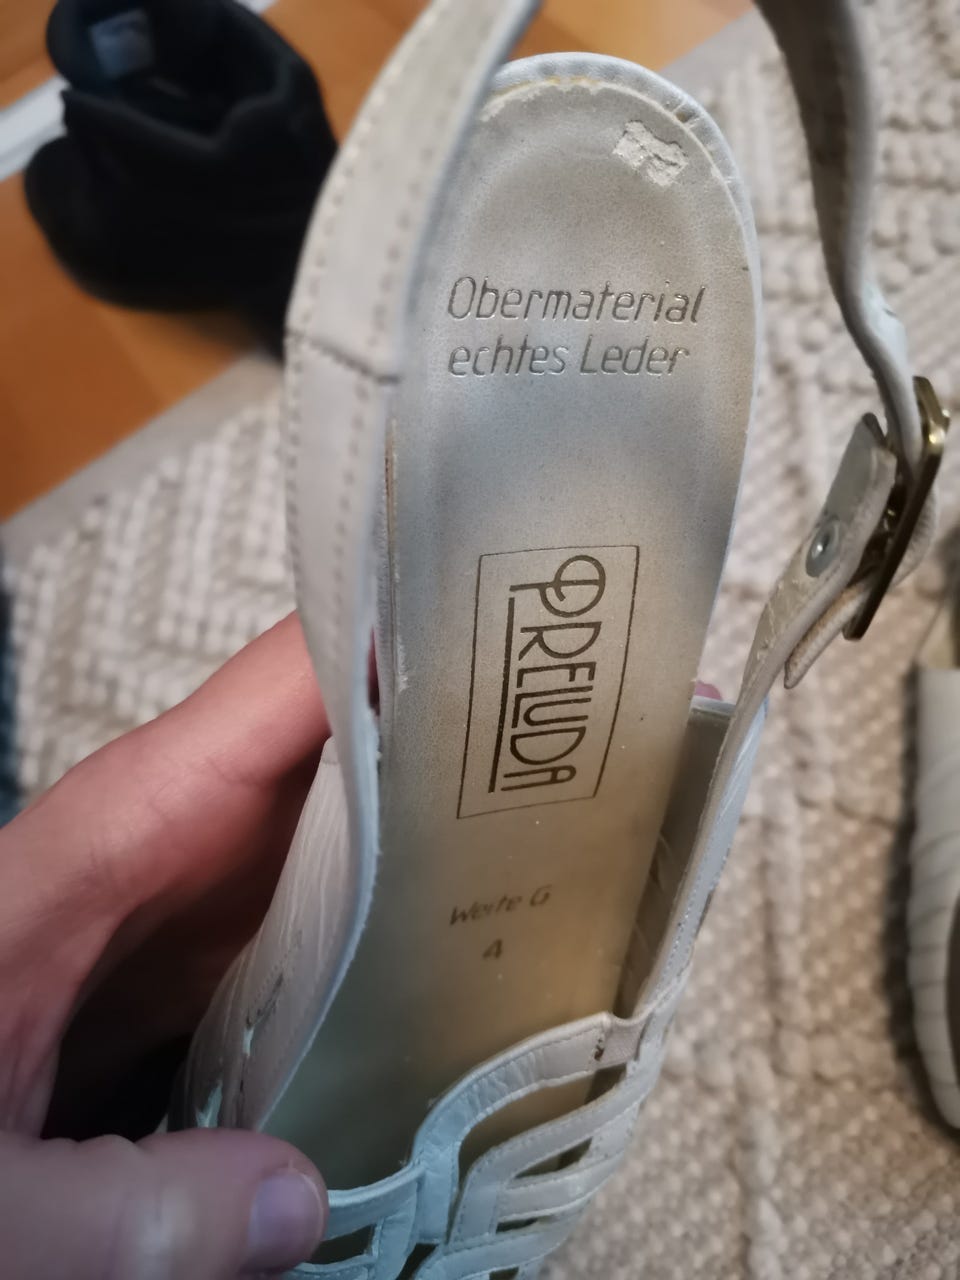 Obermaterial
echtes Leder
PRELUDA
Weite G
4